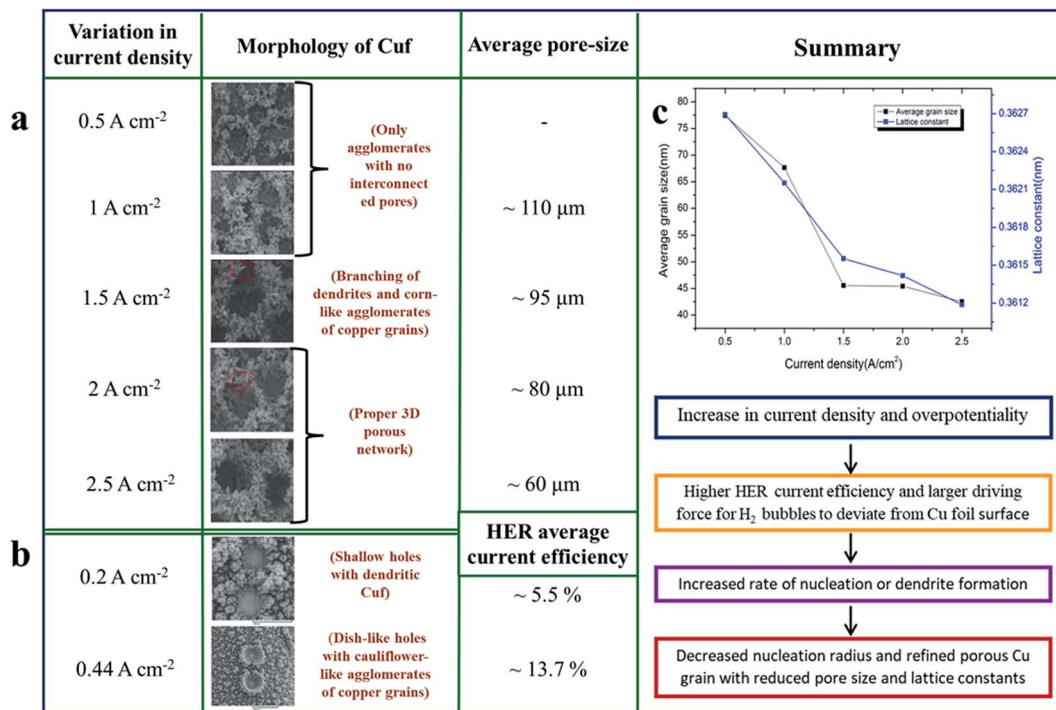 Variation in
current density
Morphology of Cuf
Average pore-size
Summary
a
0.5 A cm-2
(Only
agglomerates
with no
interconnect
ed pores)
-
1 A cm-2
~ 110 μm
1.5 A cm-2
(Branching of
dendrites and corn-
like agglomerates
of copper grains)
~ 95 μm
2 A cm-2
~ 80 μm
(Proper 3D
porous
network)
2.5 A cm-2
~ 60 μm
HER average
current efficiency
b
0.2 A cm-2
(Shallow holes
with dendritic
Cuf)
~ 5.5 %
0.44 A cm-2
(Dish-like holes
with cauliflower-
like agglomerates
of copper grains)
~ 13.7 %
c
Average grain size
Lattice constant
Average grain size(nm)
80
75
70
65
60
55
50
45
40
0.3627
0.3624
0.3621
0.3618
0.3615
0.3612
Lattice constant(nm)
0.5 1.0 1.5 2.0 2.5
Current density(A/cm2)
Increase in current density and overpotentiality
Higher HER current efficiency and larger driving
force for H2 bubbles to deviate from Cu foil surface
Increased rate of nucleation or dendrite formation
Decreased nucleation radius and refined porous Cu
grain with reduced pore size and lattice constants